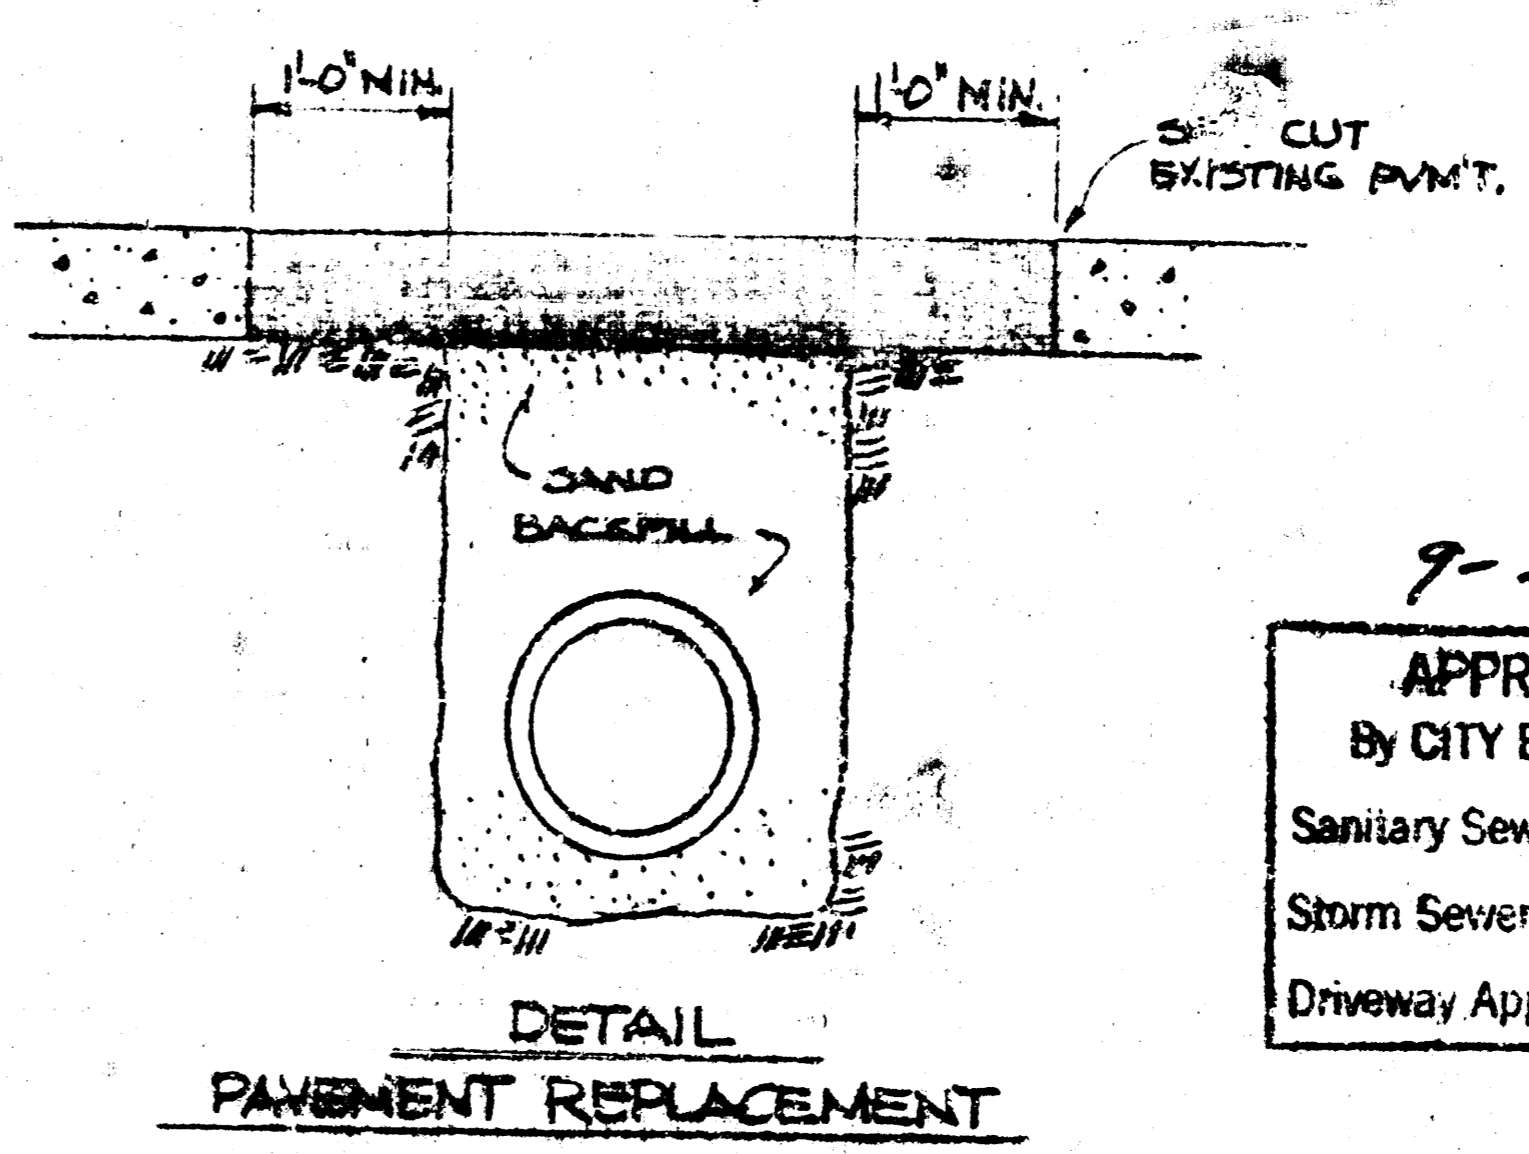 1'-0" MIN.
1'-0" MIN.
CUT
EXISTING PVM'T.
SAND
BACKFILL
9-
APPR
By CITY E
Sanitary Sew
Storm Sewer
Driveway App
DETAIL
PAVEMENT REPLACEMENT